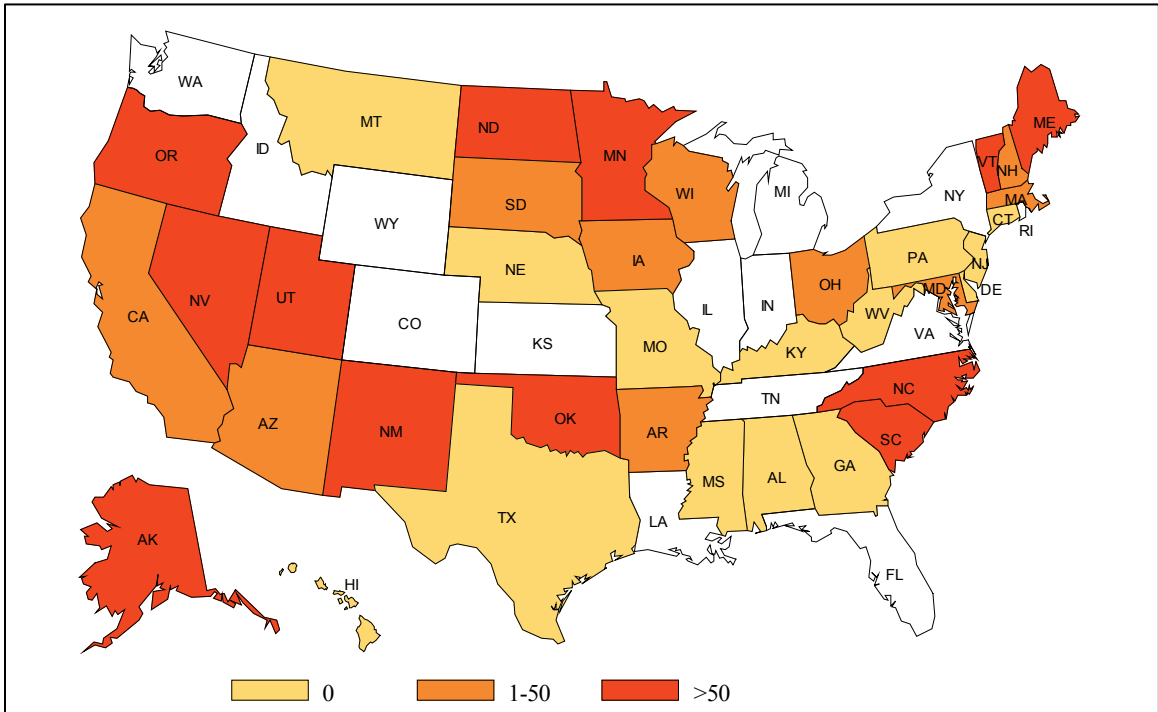 WA
MT
ND
ME
OR
ID
MN
VT
NH
SD
WI
MI
NY
MA
WY
CT
RI
NE
IA
PA
NJ
NV
UT
OH
MD
DE
CA
CO
IL
IN
WV
VA
KS
MO
KY
AZ
NM
OK
AR
TN
NC
SC
MS
AL
GA
TX
LA
AK
HI
FL
0
1-50
>50